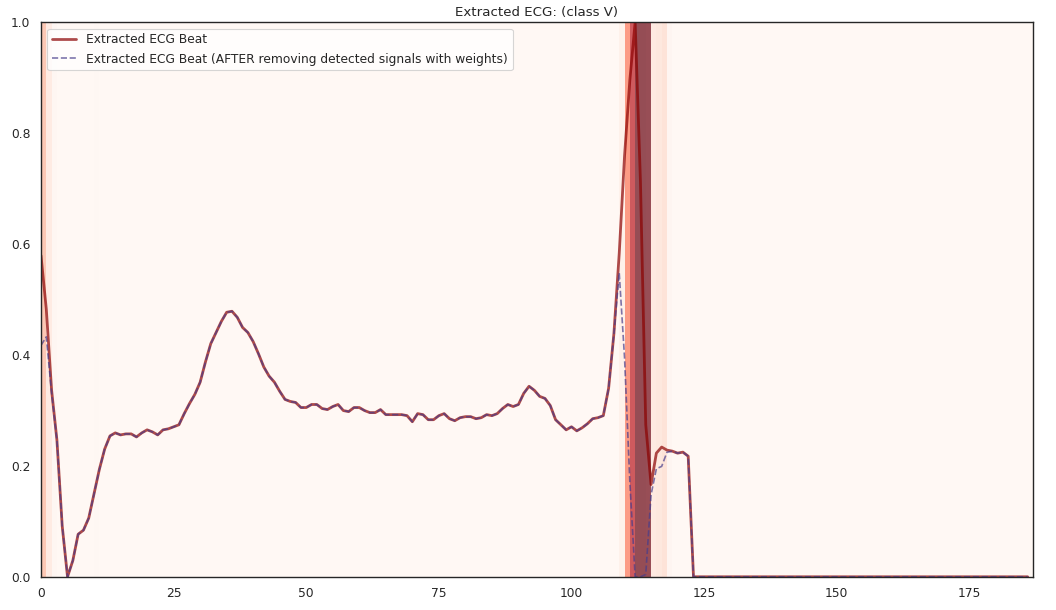 Extracted ECG: (class V)
Extracted ECG Beat
Extracted ECG Beat (AFTER removing detected signals with weights)
1.0
0.8
0.6
0.4
0.2
0.0
0 25 50 75 100 125 150 175